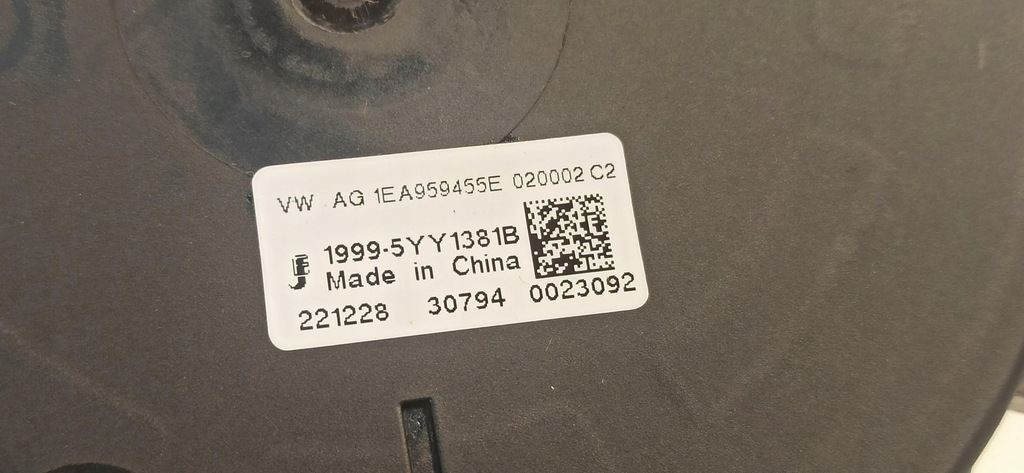 VW AG 1EA959455E 020002 C2
1999-5YY1381B
Made in China
221228 30794 0023092